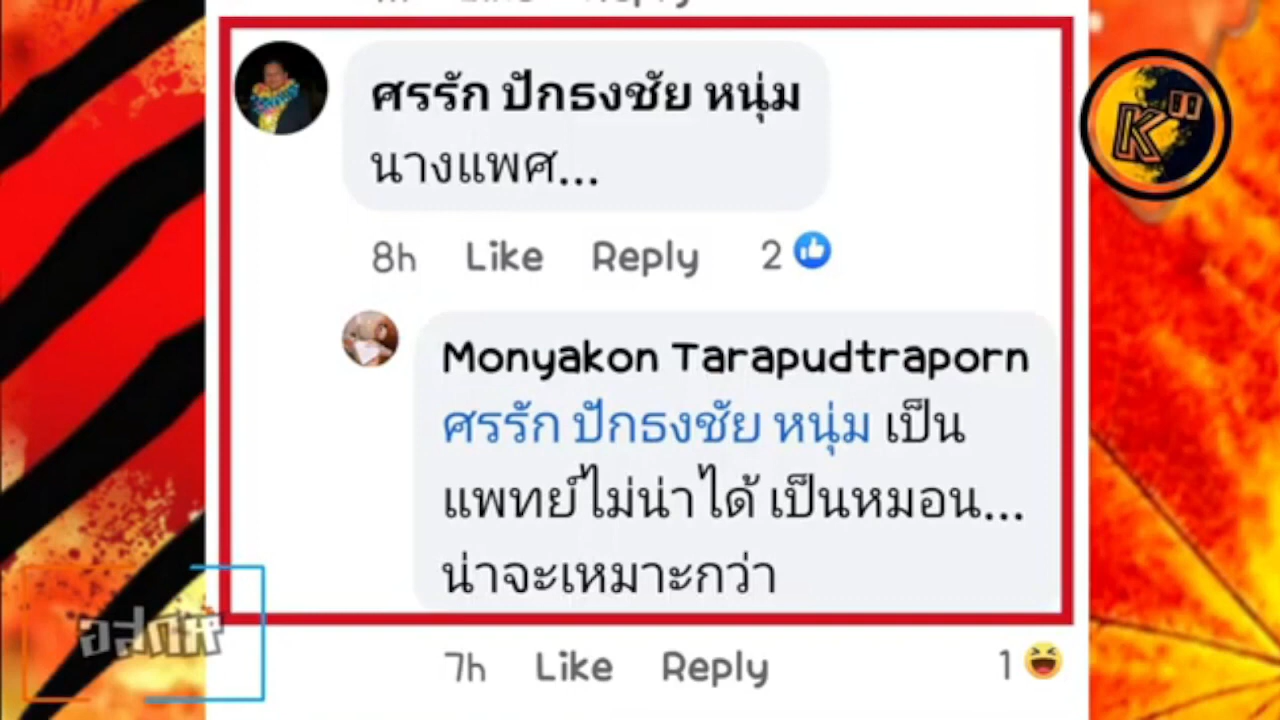 ศรรัก ปักธงชัย หนุ่ม
นางแพศ...
8h Like Reply 2
Monyakon Tarapudtraporn
ศรรัก ปักธงชัย หนุ่ม เป็น
แพทย์ไม่น่าได้ เป็นหมอน...
น่าจะเหมาะกว่า
7h Like Reply 1
K"